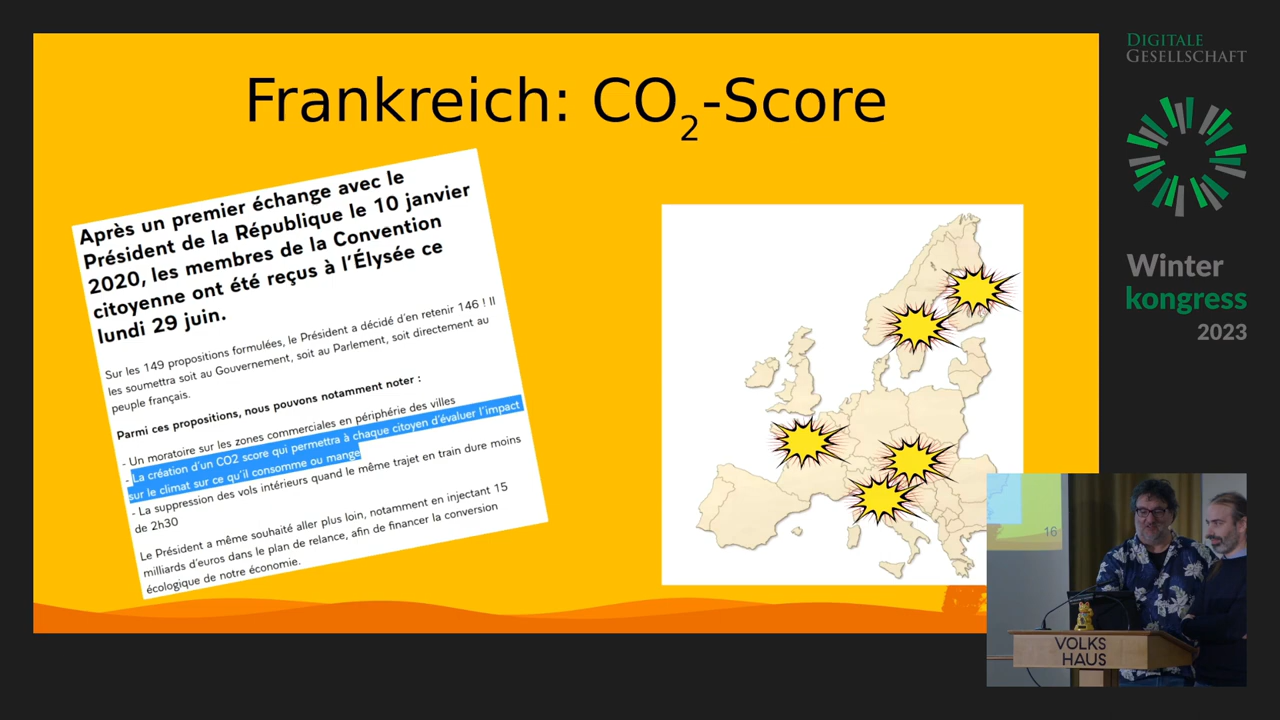 Frankreich: CO₂-Score
Après un premier échange avec le
Président de la République le 10 janvier
2020, les membres de la Convention
citoyenne ont été reçus à l'Élysée ce
lundi 29 juin.
Sur les 149 propositions formulées, le Président a décidé d'en retenir 146 ! Il
les soumettra soit au Gouvernement, soit au Parlement, soit directement au
peuple français.
Parmi ces propositions, nous pouvons notamment noter :
- Un moratoire sur les zones commerciales en périphérie des villes
- La création d'un CO2 score qui permettra à chaque citoyen d'évaluer l'impact
sur le climat sur ce qu'il consomme ou mange
- La suppression des vols intérieurs quand le même trajet en train dure moins
de 2h30
Le Président a même souhaité aller plus loin, notamment en injectant 15
milliards d'euros dans le plan de relance, afin de financer la conversion
écologique de notre économie.
DIGITALE
GESELLSCHAFT
Winter
kongress
2023
16
VOLKS
HAUS